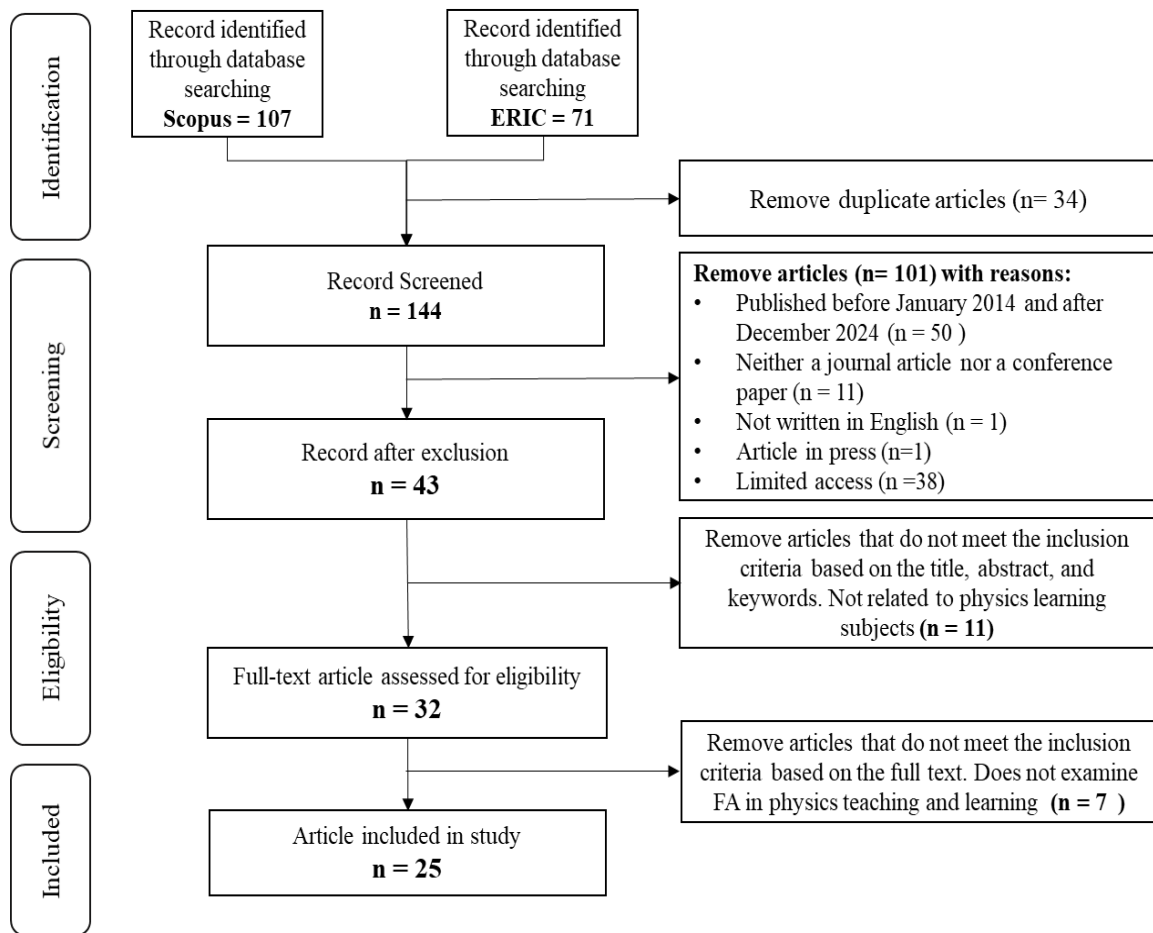 Identification
Record identified
through database
searching
Scopus = 107
Record identified
through database
searching
ERIC = 71
Remove duplicate articles (n= 34)
Screening
Record Screened
n = 144
Remove articles (n= 101) with reasons:
• Published before January 2014 and after
December 2024 (n = 50 )
• Neither a journal article nor a conference
paper (n = 11)
• Not written in English (n = 1)
• Article in press (n=1)
• Limited access (n =38)
Record after exclusion
n = 43
Eligibility
Remove articles that do not meet the inclusion
criteria based on the title, abstract, and
keywords. Not related to physics learning
subjects (n = 11)
Full-text article assessed for eligibility
n = 32
Included
Remove articles that do not meet the inclusion
criteria based on the full text. Does not examine
FA in physics teaching and learning (n = 7 )
Article included in study
n = 25